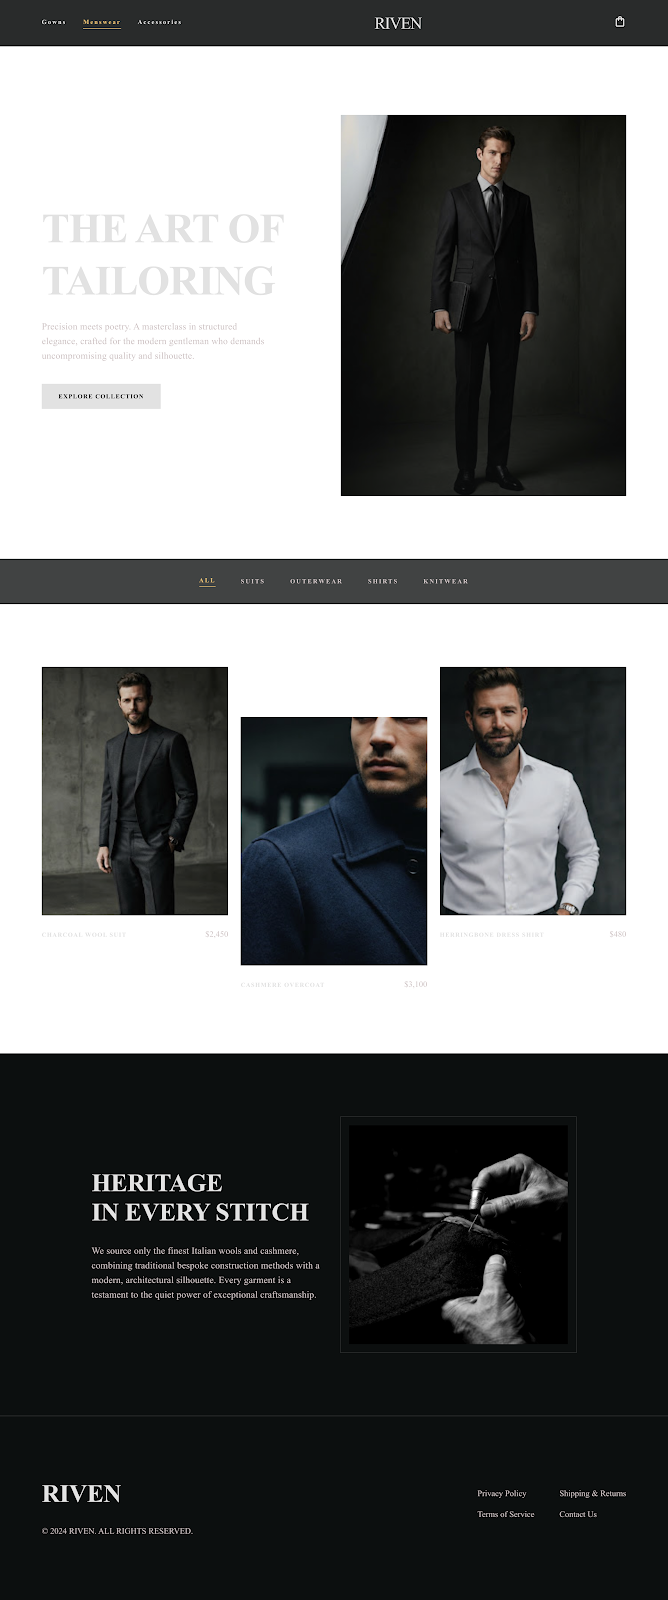 Gowns Menswear Accessories RIVEN
THE ART OF
TAILORING
Precision meets poetry. A masterclass in structured
elegance, crafted for the modern gentleman who demands
uncompromising quality and silhouette.
EXPLORE COLLECTION
ALL SUITS OUTERWEAR SHIRTS KNITWEAR
CHARCOAL WOOL SUIT $2,450
HERRINGBONE DRESS SHIRT $480
CASHMERE OVERCOAT $3,100
HERITAGE
IN EVERY STITCH
We source only the finest Italian wools and cashmere,
combining traditional bespoke construction methods with a
modern, architectural silhouette. Every garment is a
testament to the quiet power of exceptional craftsmanship.
RIVEN
© 2024 RIVEN. ALL RIGHTS RESERVED.
Privacy Policy Shipping & Returns
Terms of Service Contact Us